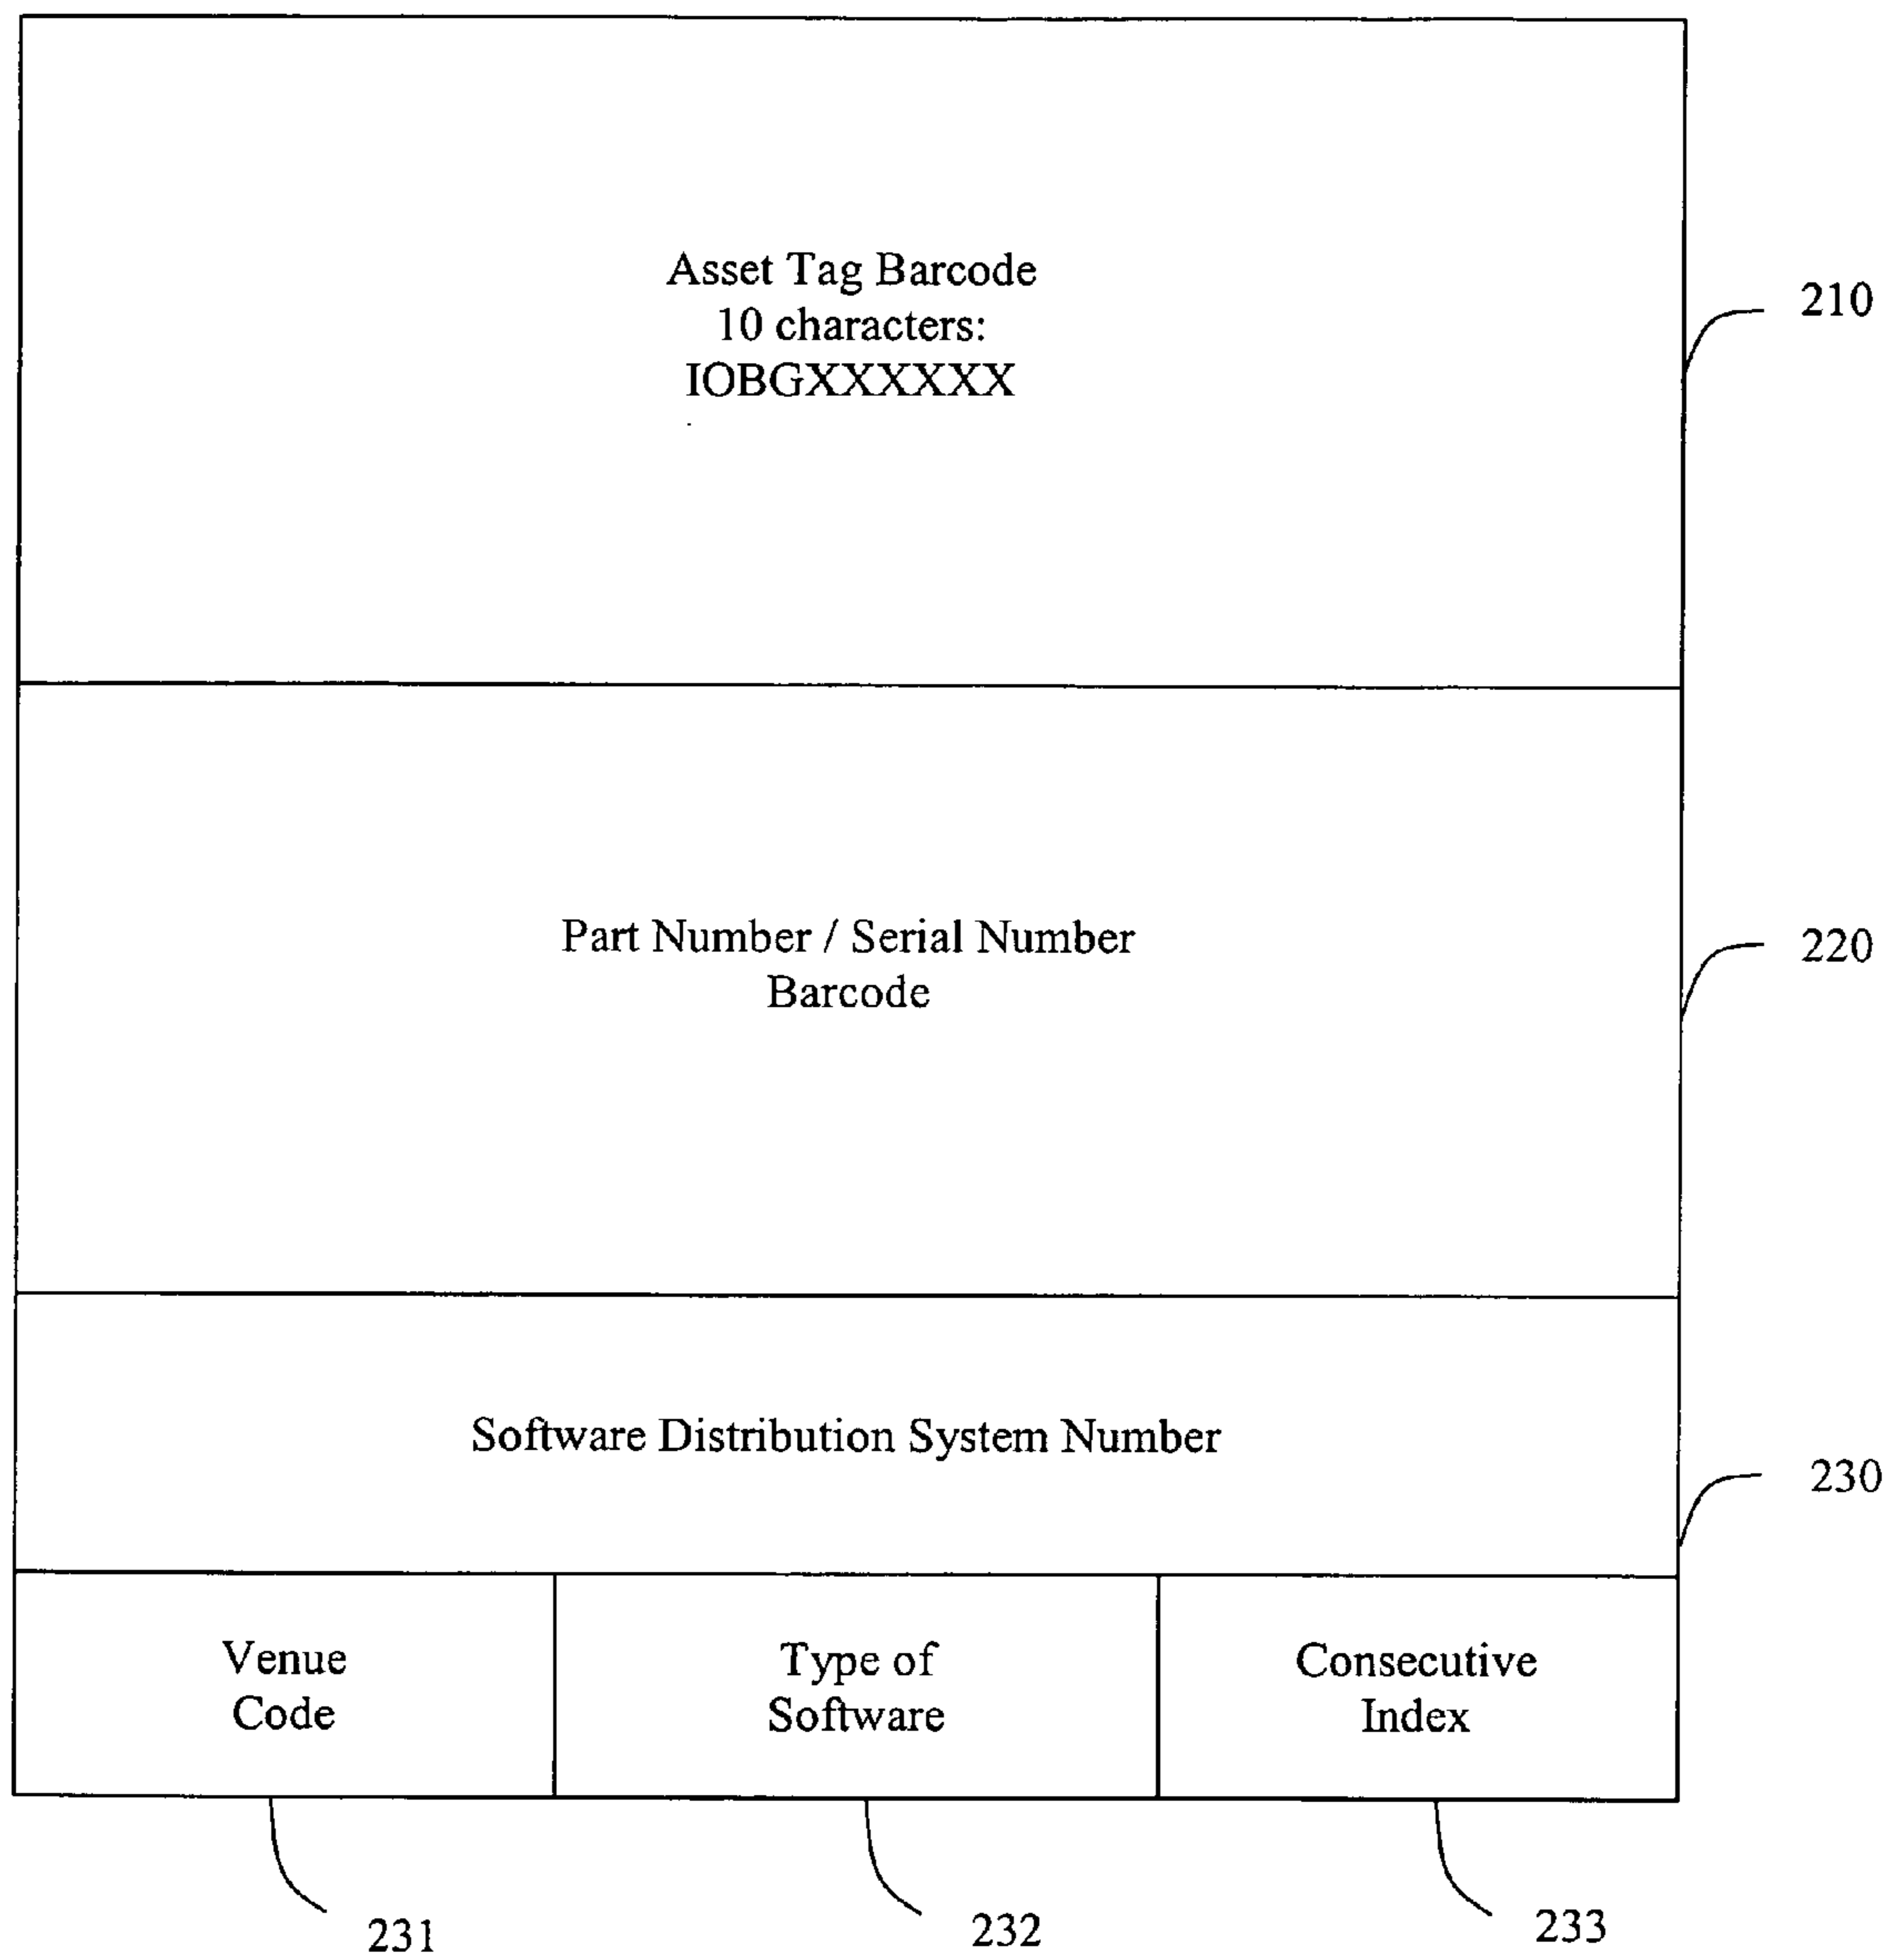 Asset Tag Barcode
10 characters:
IOBGXXXXXX
210
Part Number / Serial Number
Barcode
220
Software Distribution System Number
230
Venue
Code
Type of
Software
Consecutive
Index
231
232
233